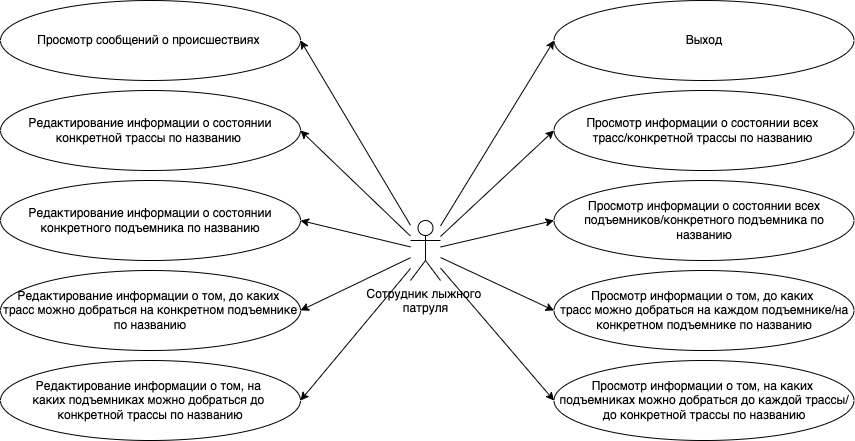 Просмотр сообщений о происшествиях
Выход
Редактирование информации о состоянии
конкретной трассы по названию
Просмотр информации о состоянии всех
трасс/конкретной трассы по названию
Редактирование информации о состоянии
конкретного подъемника по названию
Просмотр информации о состоянии всех
подъемников/конкретного подъемника по
названию
Сотрудник лыжного
патруля
Редактирование информации о том, до каких
трасс можно добраться на конкретном подъемнике
по названию
Просмотр информации о том, до каких
трасс можно добраться на каждом подъемнике/на
конкретном подъемнике по названию
Редактирование информации о том, на
каких подъемниках можно добраться до
конкретной трассы по названию
Просмотр информации о том, на каких
подъемниках можно добраться до каждой трассы/
до конкретной трассы по названию